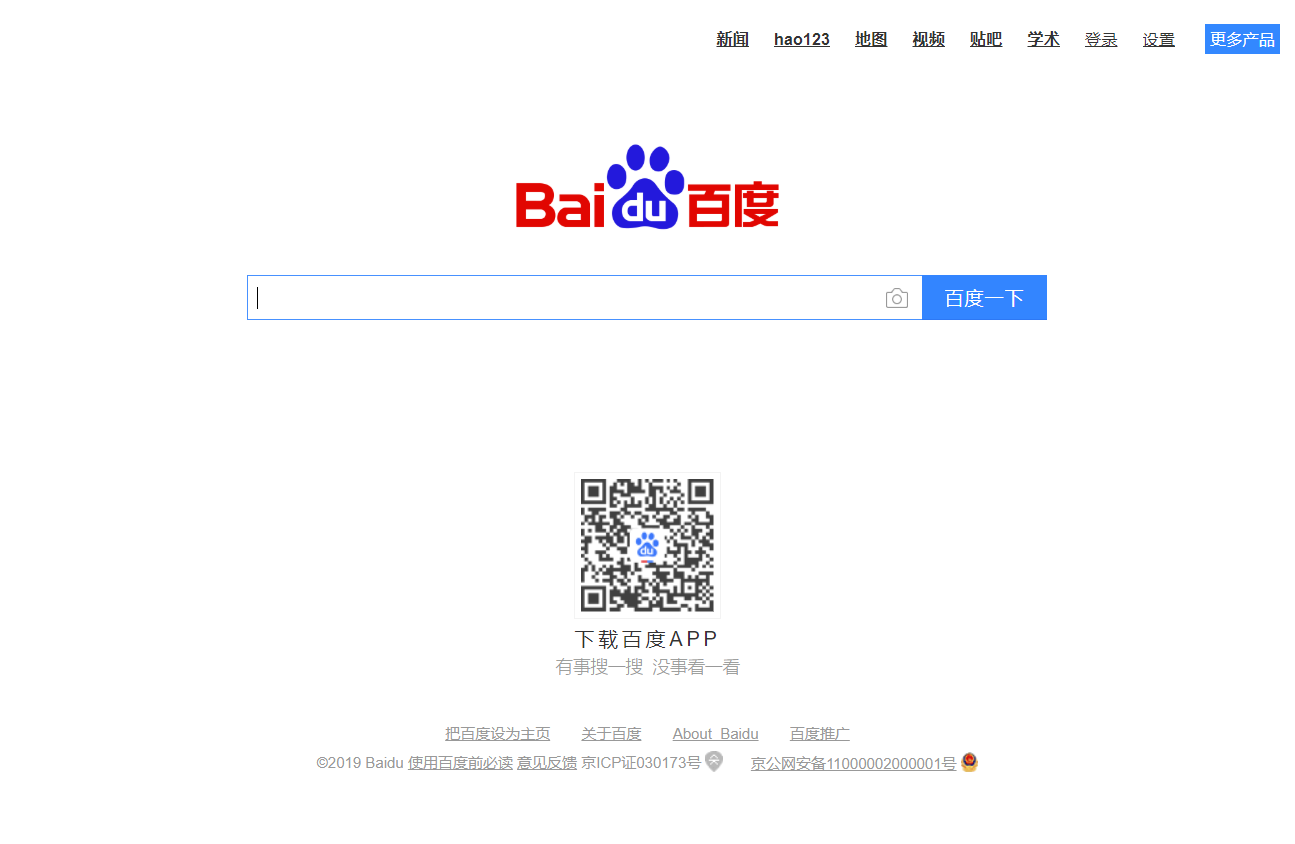 新闻 hao123 地图 视频 贴吧 学术 登录 设置 更多产品
Bai du 百度
百度一下
du
下载百度APP
有事搜一搜 没事看一看
把百度设为主页 关于百度 About Baidu 百度推广
©2019 Baidu 使用百度前必读 意见反馈 京ICP证030173号 京公网安备11000002000001号